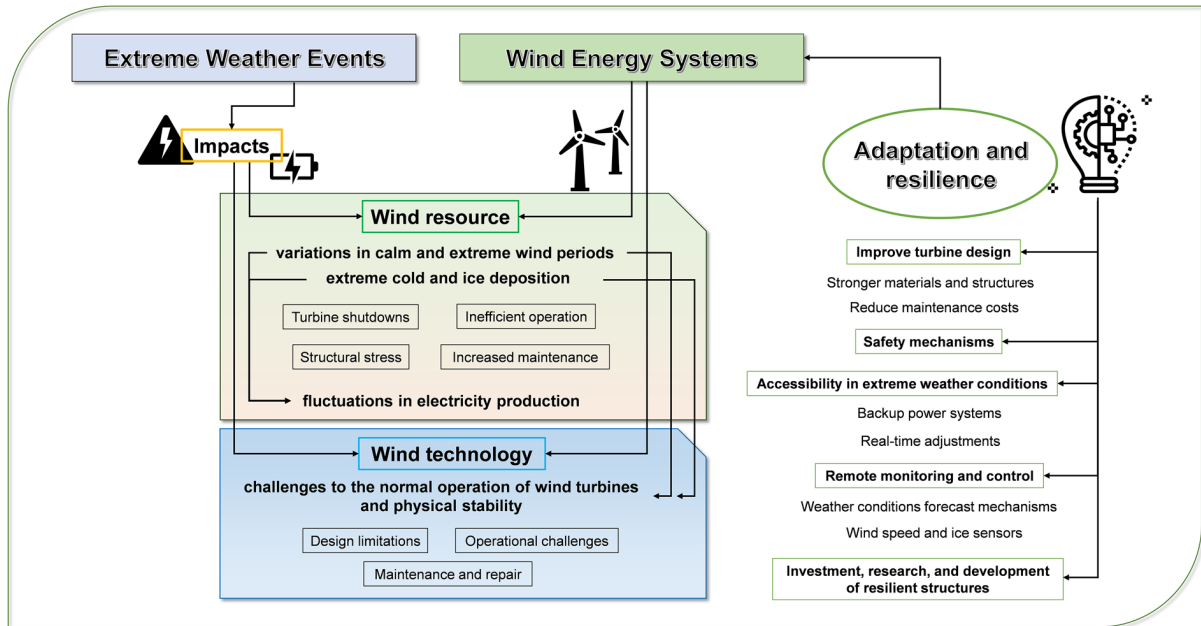 Extreme Weather Events
Wind Energy Systems
Impacts
Wind resource
variations in calm and extreme wind periods
extreme cold and ice deposition
Turbine shutdowns
Inefficient operation
Structural stress
Increased maintenance
fluctuations in electricity production
Wind technology
challenges to the normal operation of wind turbines
and physical stability
Design limitations
Operational challenges
Maintenance and repair
Adaptation and
resilience
Improve turbine design
Stronger materials and structures
Reduce maintenance costs
Safety mechanisms
Accessibility in extreme weather conditions
Backup power systems
Real-time adjustments
Remote monitoring and control
Weather conditions forecast mechanisms
Wind speed and ice sensors
Investment, research, and development
of resilient structures